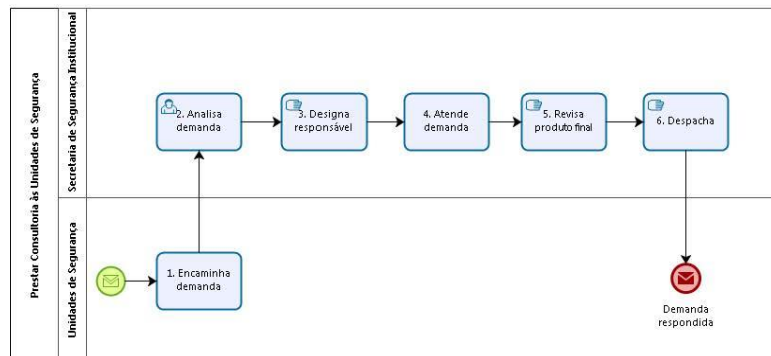 Prestar Consultoria às Unidades de Segurança
Secretaria de Segurança Institucional
2. Analisa
demanda
3. Designa
responsável
4. Atende
demanda
5. Revisa
produto final
6. Despacha
Unidades de Segurança
1. Encaminha
demanda
Demanda
respondida